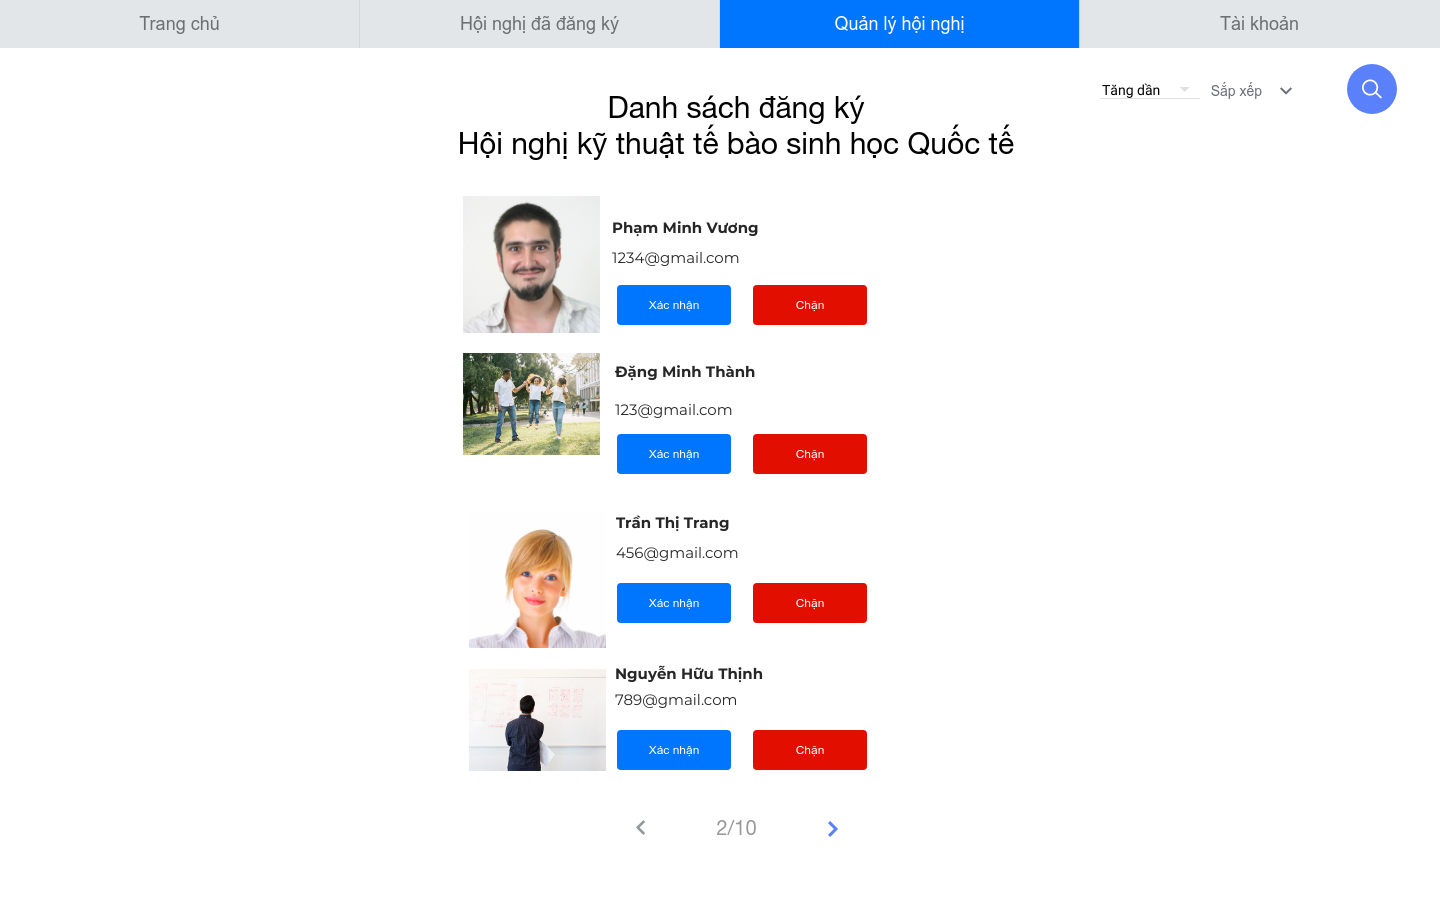 Trang chủ
Hội nghị đã đăng ký
Quản lý hội nghị
Tài khoản
Tăng dần
Sắp xếp
Danh sách đăng ký
Hội nghị kỹ thuật tế bào sinh học Quốc tế
Phạm Minh Vương
1234@gmail.com
Xác nhận
Chặn
Đặng Minh Thành
123@gmail.com
Xác nhận
Chặn
Trần Thị Trang
456@gmail.com
Xác nhận
Chặn
Nguyễn Hữu Thịnh
789@gmail.com
Xác nhận
Chặn
2/10